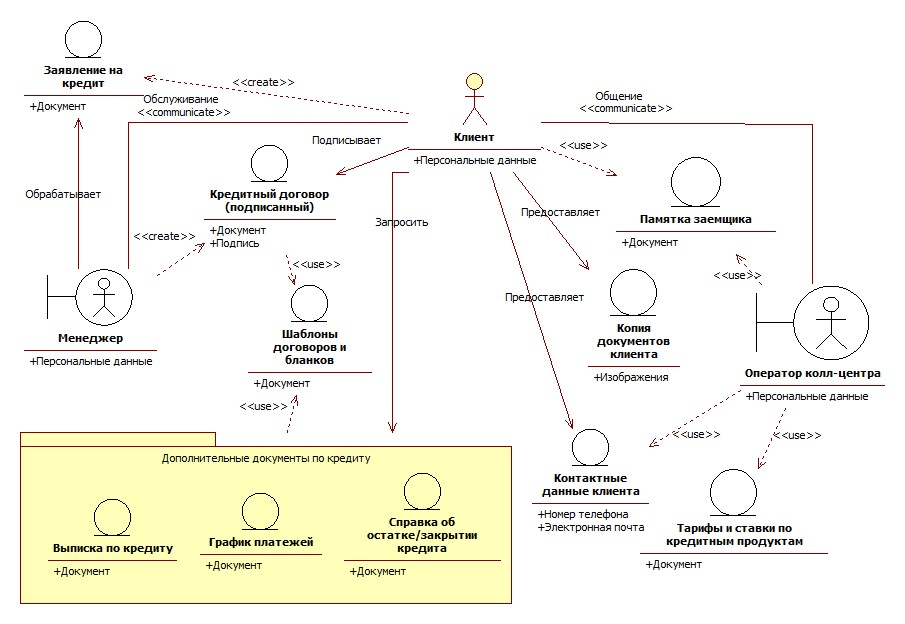 Заявление на
кредит
+Документ
<<create>>
Обслуживание
<<communicate>>
Клиент
+Персональные данные
Общение
<<communicate>>
Подписывает
<<use>>
Кредитный договор
(подписанный)
+Документ
+Подпись
Обрабатывает
<<create>>
Запросить
Предоставляет
Памятка заемщика
+Документ
<<use>>
<<use>>
Предоставляет
Менеджер
+Персональные данные
Шаблоны
договоров и
бланков
+Документ
Копия
документов
клиента
+Изображения
Оператор колл-центра
+Персональные данные
<<use>>
<<use>>
<<use>>
Дополнительные документы по кредиту
Выписка по кредиту
+Документ
График платежей
+Документ
Справка об
остатке/закрытии
кредита
+Документ
Контактные
данные клиента
+Номер телефона
+Электронная почта
Тарифы и ставки по
кредитным продуктам
+Документ